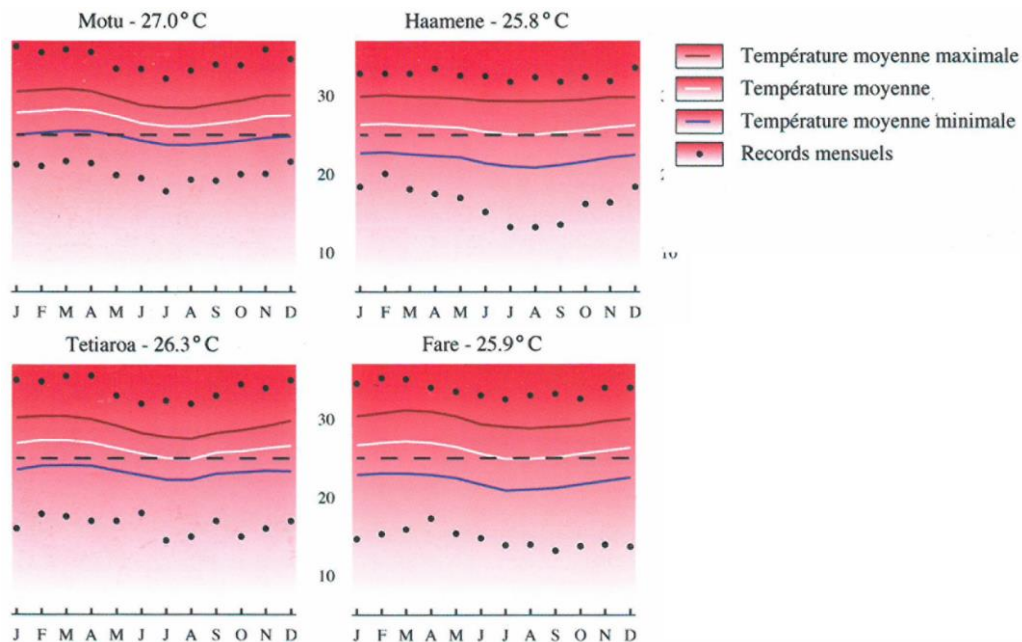 Motu - 27.0° C
Haamene - 25.8° C
Température moyenne maximale
Température moyenne
Température moyenne minimale
Records mensuels
30
20
10
10
J F M A M J J A S O N D
J F M A M J J A S O N D
Tetiaroa - 26.3° C
Fare - 25.9° C
30
20
10
J F M A M J J A S O N D
J F M A M J J A S O N D